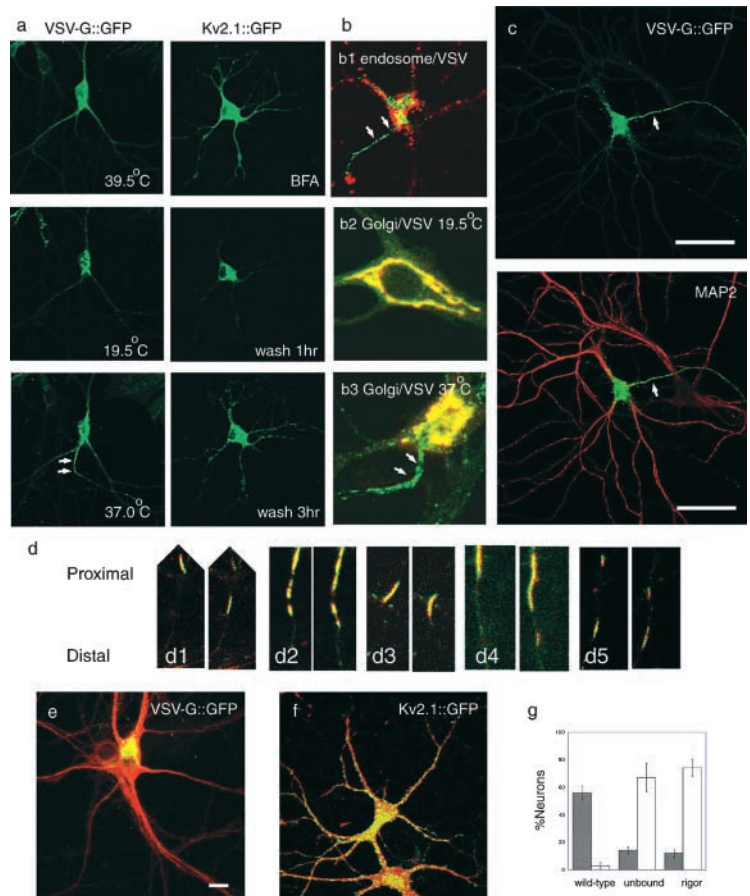 a
VSV-G::GFP
Kv2.1::GFP
39.5°C
BFA
19.5°C
wash 1hr
37.0°C
wash 3hr
b
b1 endosome/VSV
b2 Golgi/VSV 19.5°C
b3 Golgi/VSV 37°C
c
VSV-G::GFP
MAP2
d
Proximal
Distal
d1
d2
d3
d4
d5
e
VSV-G::GFP
f
Kv2.1::GFP
g
%Neurons
100
80
60
40
20
0
wild-type
unbound
rigor